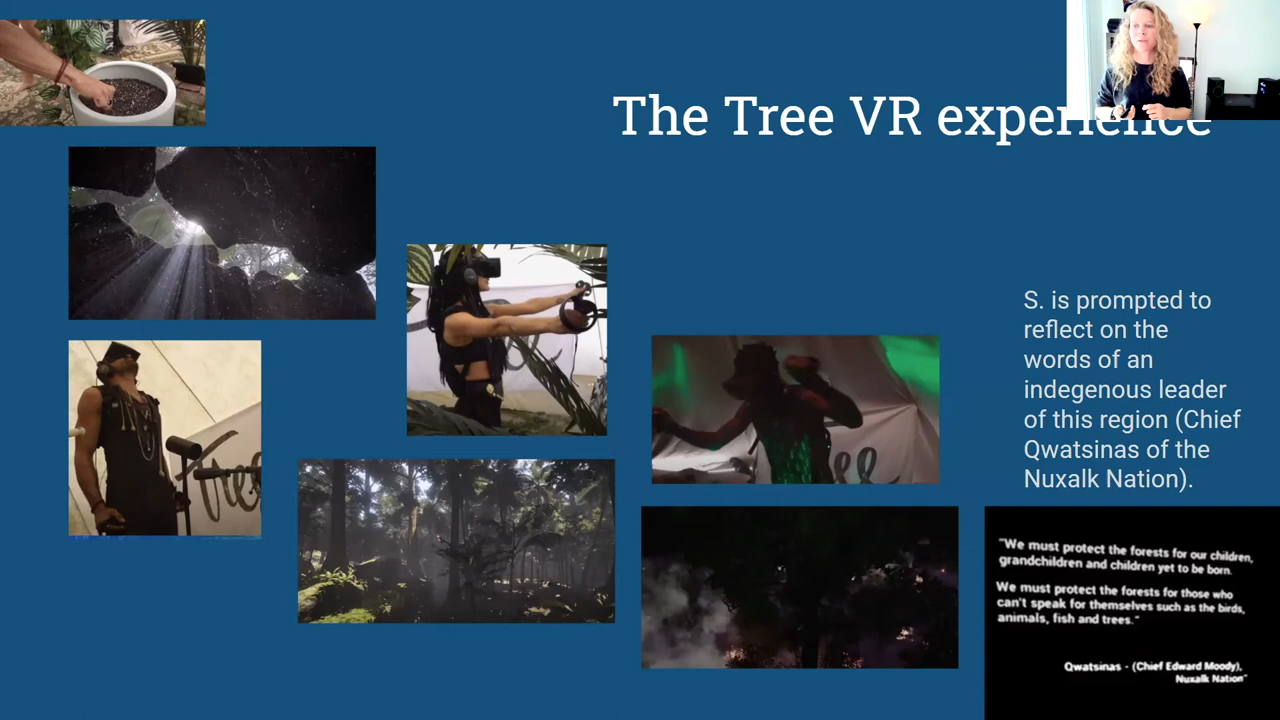 The Tree VR experience
S. is prompted to
reflect on the
words of an
indegenous leader
of this region (Chief
Qwatsinas of the
Nuxalk Nation).
Tree
"We must protect the forests for our children,
grandchildren and children yet to be born.
We must protect the forests for those who
can't speak for themselves such as the birds,
animals, fish and trees."
Qwatsinas - (Chief Edward Moody),
Nuxalk Nation"